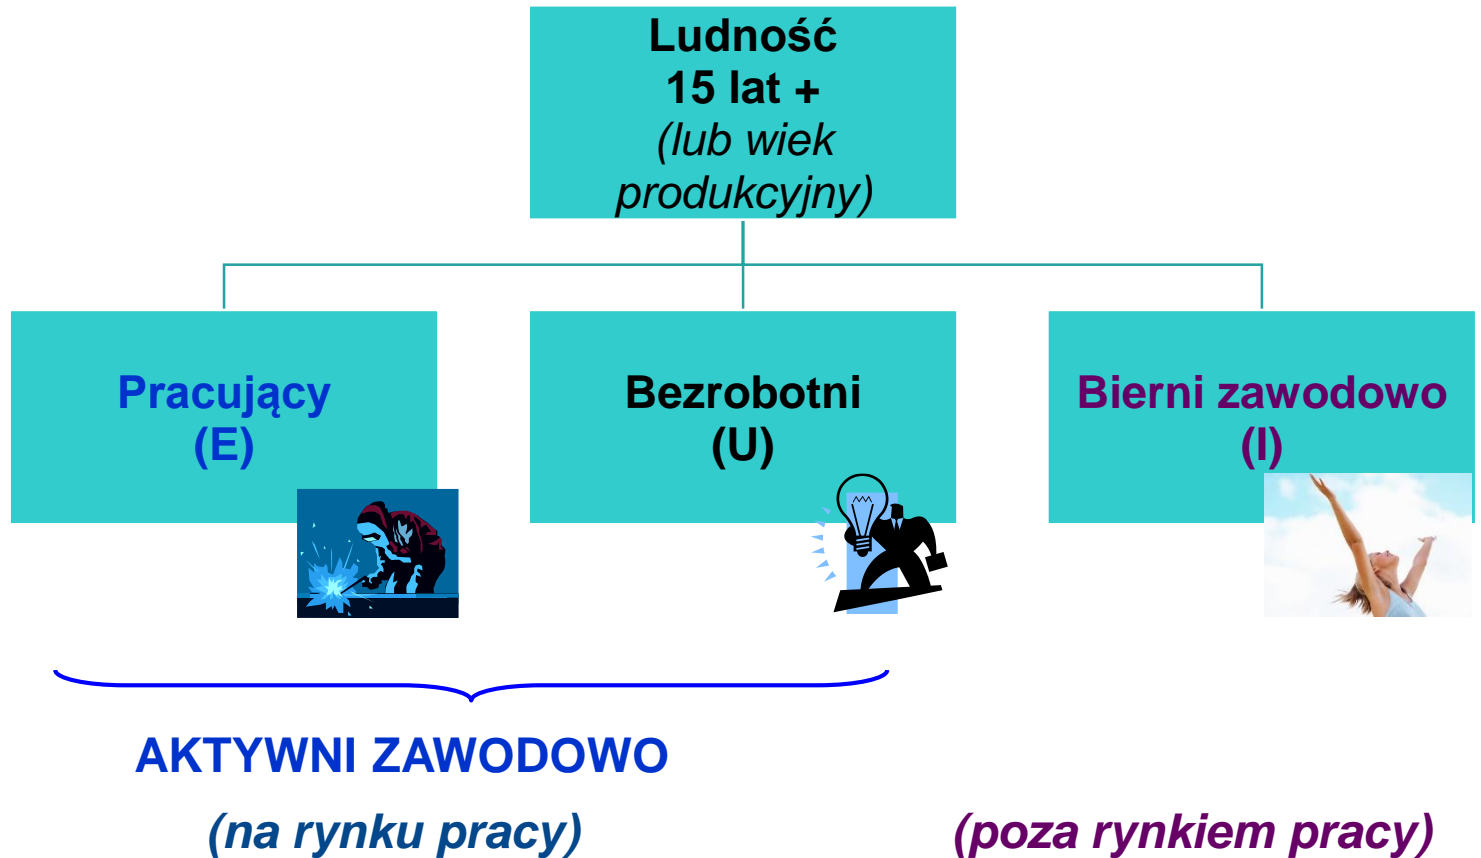 Ludność
15 lat +
(lub wiek
produkcyjny)
Pracujący
(E)
Bezrobotni
(U)
Bierni zawodowo
(I)
AKTYWNI ZAWODOWO
(na rynku pracy)
(poza rynkiem pracy)